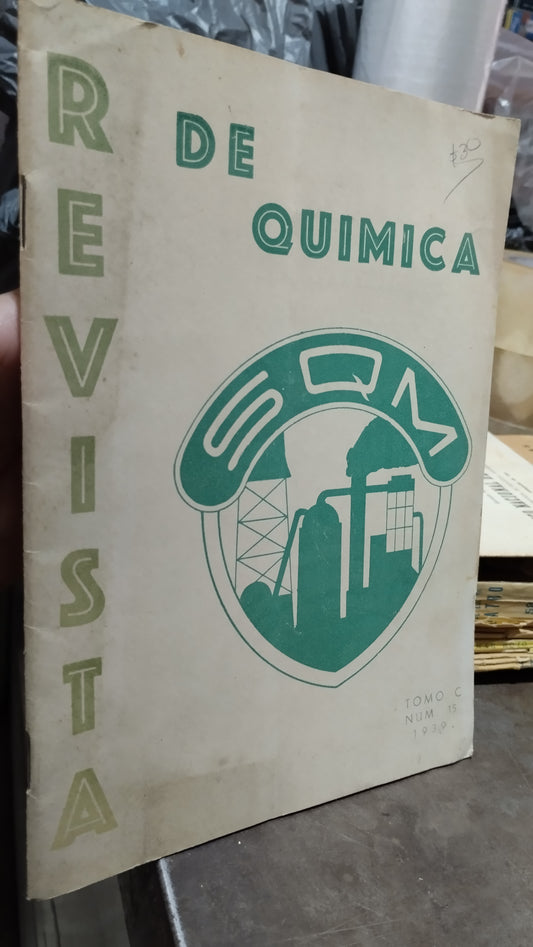 REVISTA
DE
QUIMICA
$30
SQM
TOMO C
NUM 15
1939.